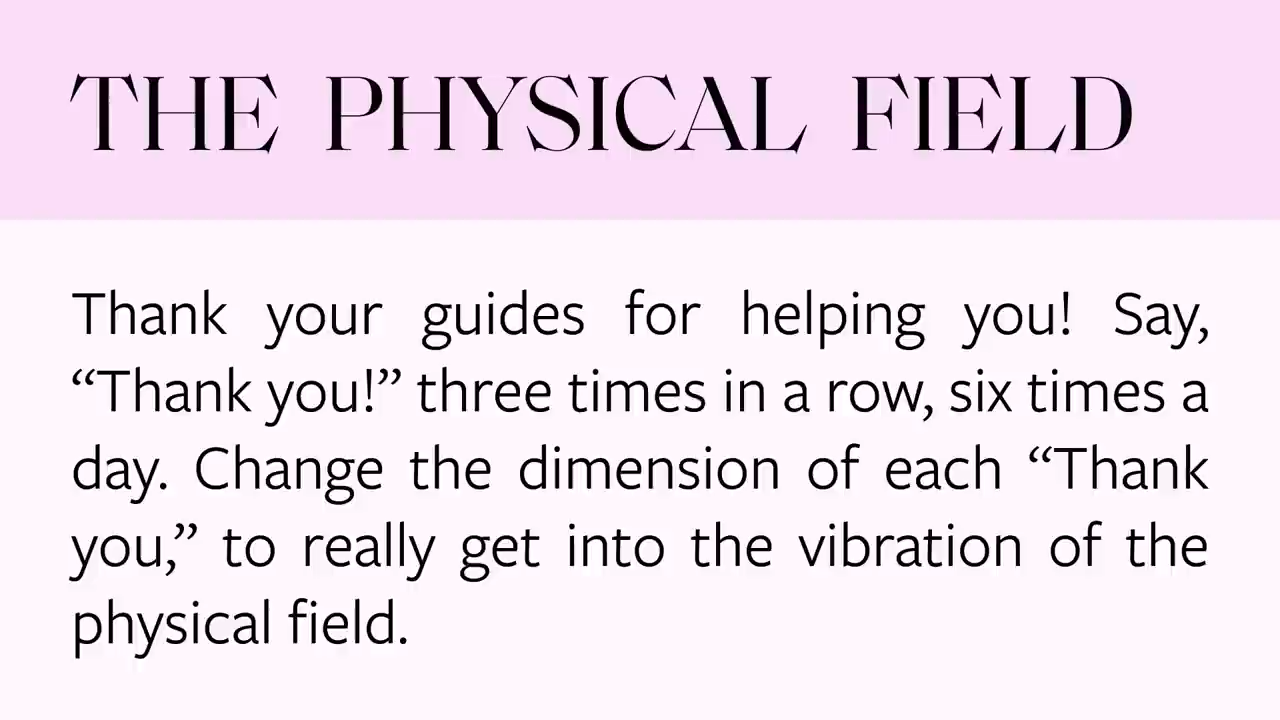 THE PHYSICAL FIELD
Thank your guides for helping you! Say,
“Thank you!” three times in a row, six times a
day. Change the dimension of each “Thank
you,” to really get into the vibration of the
physical field.